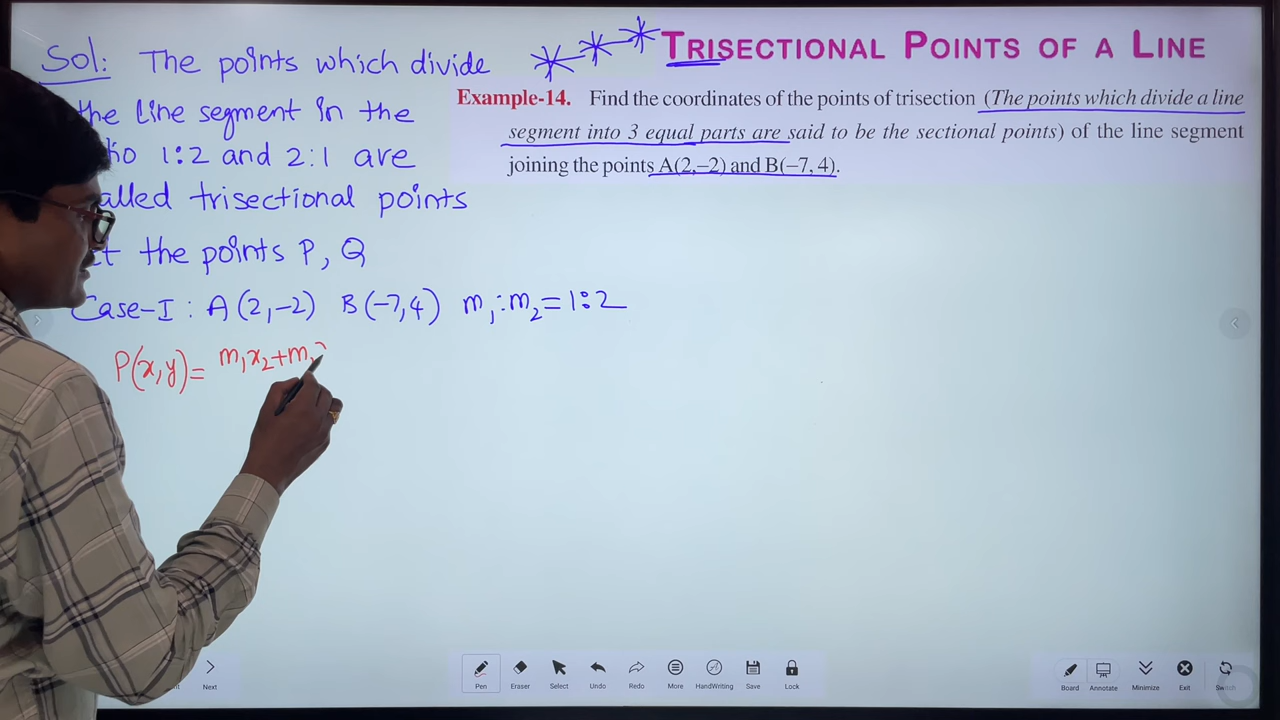 TRISECTIONAL POINTS OF A LINE
Example-14. Find the coordinates of the points of trisection (The points which divide a line
segment into 3 equal parts are said to be the sectional points) of the line segment
joining the points A(2,−2) and B(−7, 4).
Sol: The points which divide
the line segment in the
1:2 and 2:1 are
trisectional points
the points P, Q
Case-I : A(2,-2) B(-7,4) m₁:m₂=1:2
P(x,y)= m₁x₂+m₂
Next
Pen
Eraser
Select
Undo
Redo
More
HandWriting
Save
Lock
Board
Annotate
Minimize
Exit
Switch